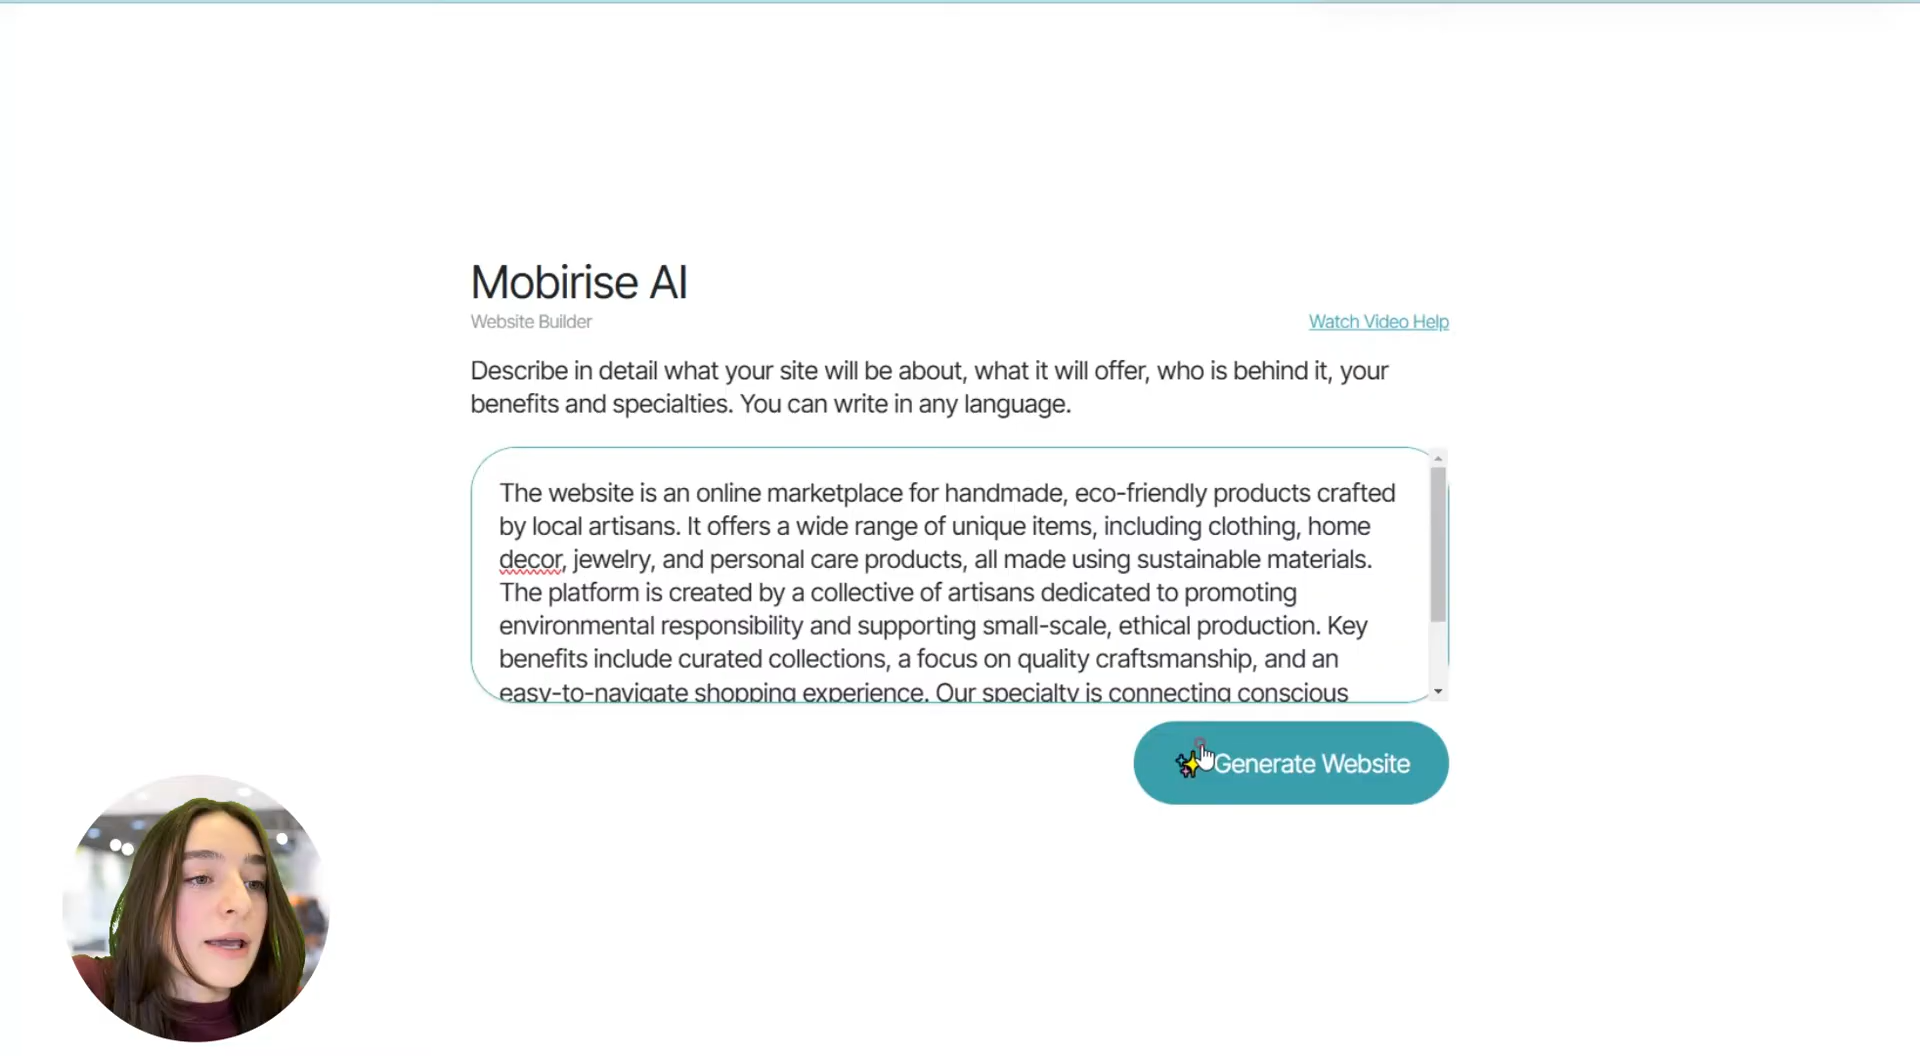 Mobirise AI
Website Builder
Watch Video Help
Describe in detail what your site will be about, what it will offer, who is behind it, your
benefits and specialties. You can write in any language.
The website is an online marketplace for handmade, eco-friendly products crafted
by local artisans. It offers a wide range of unique items, including clothing, home
decor, jewelry, and personal care products, all made using sustainable materials.
The platform is created by a collective of artisans dedicated to promoting
environmental responsibility and supporting small-scale, ethical production. Key
benefits include curated collections, a focus on quality craftsmanship, and an
easy-to-navigate shopping experience. Our specialty is connecting conscious
Generate Website